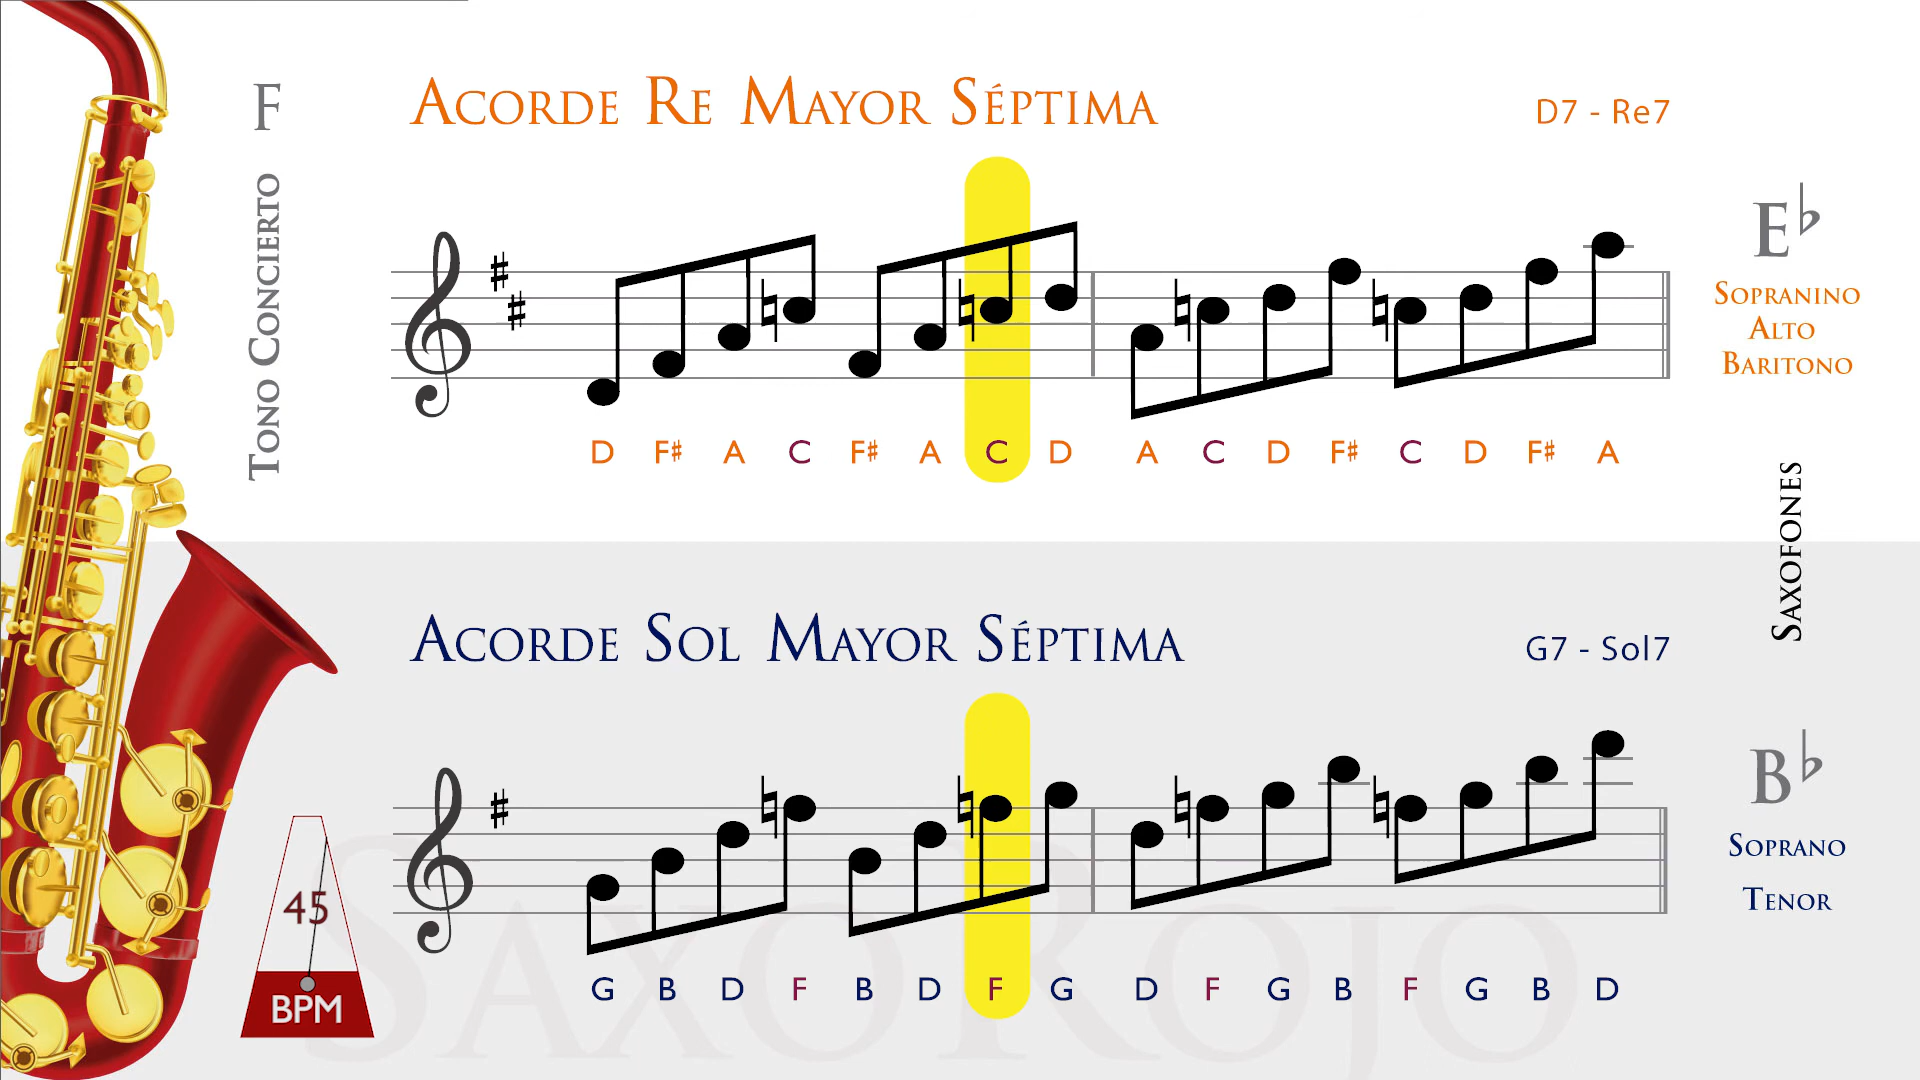 F
TONO CONCIERTO
ACORDE RE MAYOR SÉPTIMA
D7 - Re7
E♭
SOPRANINO
ALTO
BARITONO
D F♯ A C F♯ A C D A C D F♯ C D F♯ A
SAXOFONES
ACORDE SOL MAYOR SÉPTIMA
G7 - Sol7
B♭
SOPRANO
TENOR
45
BPM
G B D F B D F G D F G B F G B D
SAXOROJO